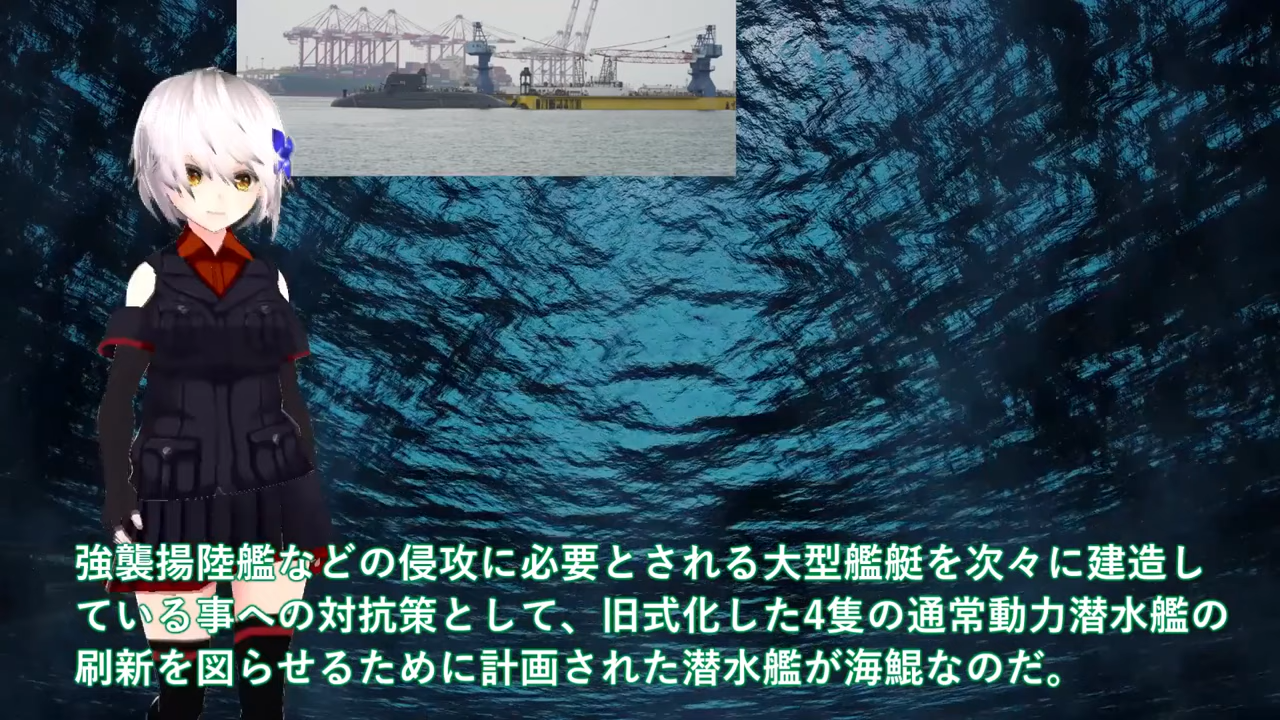 強襲揚陸艦などの侵攻に必要とされる大型艦艇を次々に建造し
ている事への対抗策として、旧式化した4隻の通常動力潜水艦の
刷新を図らせるために計画された潜水艦が海鯤なのだ。